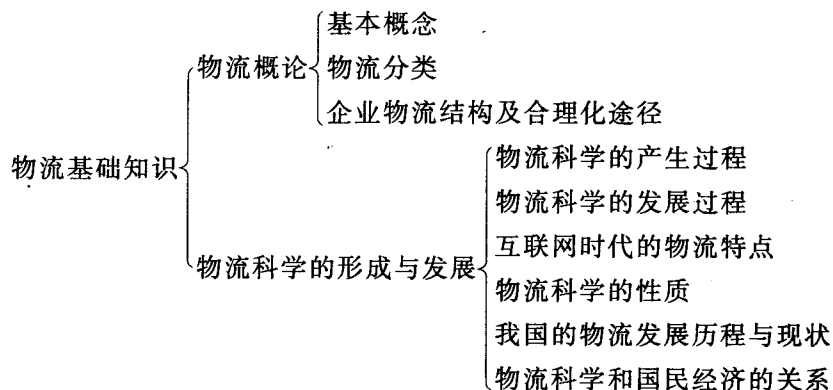 物流基础知识
物流概论
基本概念
物流分类
企业物流结构及合理化途径
物流科学的形成与发展
物流科学的产生过程
物流科学的发展过程
互联网时代的物流特点
物流科学的性质
我国的物流发展历程与现状
物流科学和国民经济的关系